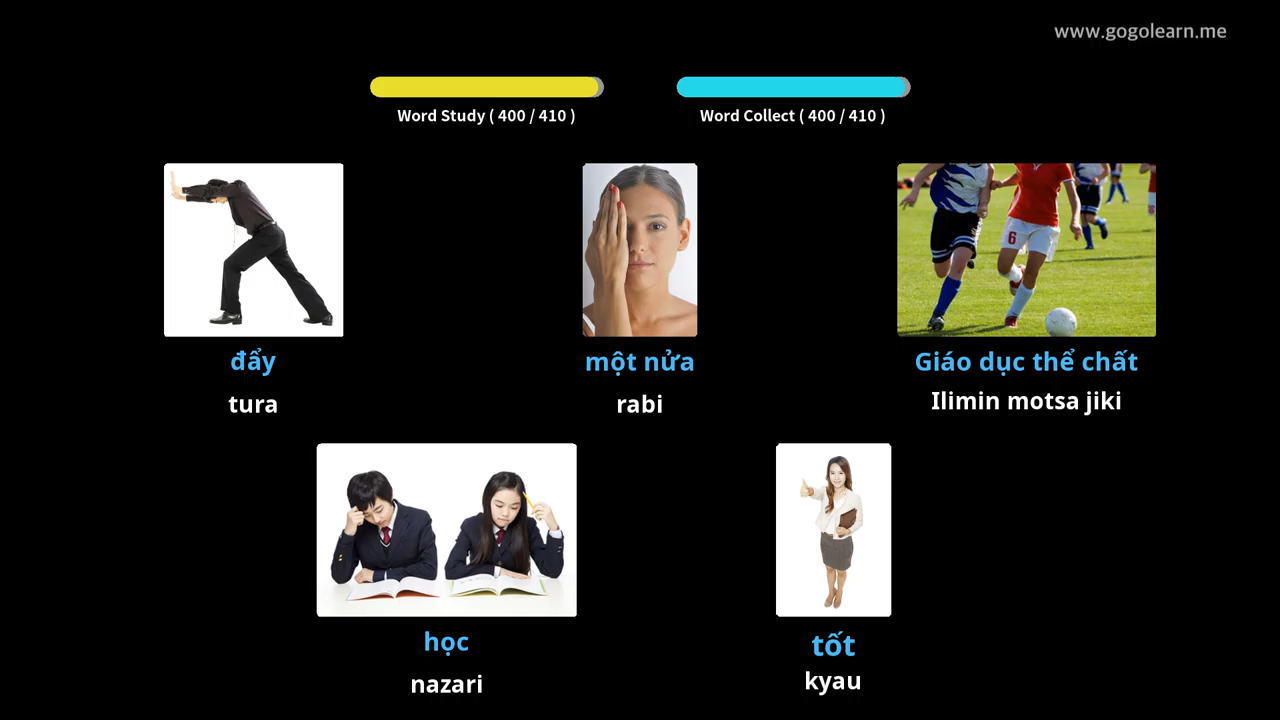 www.gogolearn.me
Word Study ( 400 / 410 )
Word Collect ( 400 / 410 )
đẩy
tura
một nửa
rabi
Giáo dục thể chất
Ilimin motsa jiki
6
học
nazari
tốt
kyau